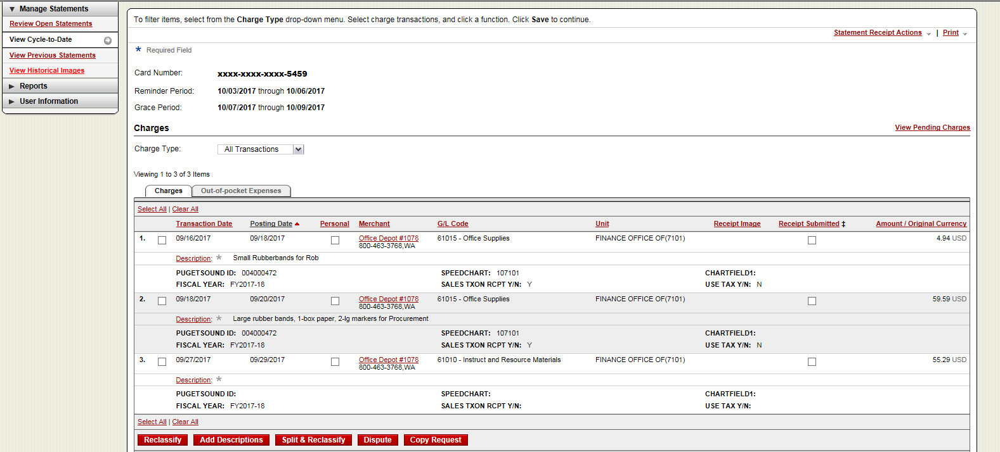 ▼ Manage Statements
Review Open Statements
View Cycle-to-Date
View Previous Statements
View Historical Images
► Reports
► User Information
To filter items, select from the Charge Type drop-down menu. Select charge transactions, and click a function. Click Save to continue.
Statement Receipt Actions | Print
* Required Field
Card Number: xxxx-xxxx-xxxx-5459
Reminder Period: 10/03/2017 through 10/06/2017
Grace Period: 10/07/2017 through 10/09/2017
Charges View Pending Charges
Charge Type: All Transactions
Viewing 1 to 3 of 3 Items
Charges Out-of-pocket Expenses
Select All | Clear All
Transaction Date Posting Date Personal Merchant G/L Code Unit Receipt Image Receipt Submitted ‡ Amount / Original Currency
1. 09/16/2017 09/18/2017 Office Depot #1078 61015 - Office Supplies FINANCE OFFICE OF(7101) 4.94 USD
800-463-3768,WA
Description: * Small Rubberbands for Rob
PUGETSOUND ID: 004000472 SPEEDCHART: 107101 CHARTFIELD1:
FISCAL YEAR: FY2017-18 SALES TXON RCPT Y/N: Y USE TAX Y/N: N
2. 09/18/2017 09/20/2017 Office Depot #1078 61015 - Office Supplies FINANCE OFFICE OF(7101) 59.59 USD
800-463-3768,WA
Description: * Large rubber bands, 1-box paper, 2-lg markers for Procurement
PUGETSOUND ID: 004000472 SPEEDCHART: 107101 CHARTFIELD1:
FISCAL YEAR: FY2017-18 SALES TXON RCPT Y/N: Y USE TAX Y/N: N
3. 09/27/2017 09/29/2017 Office Depot #1078 61010 - Instruct and Resource Materials FINANCE OFFICE OF(7101) 55.29 USD
800-463-3768,WA
Description: *
PUGETSOUND ID: SPEEDCHART: CHARTFIELD1:
FISCAL YEAR: FY2017-18 SALES TXON RCPT Y/N: USE TAX Y/N:
Select All | Clear All
Reclassify Add Descriptions Split & Reclassify Dispute Copy Request